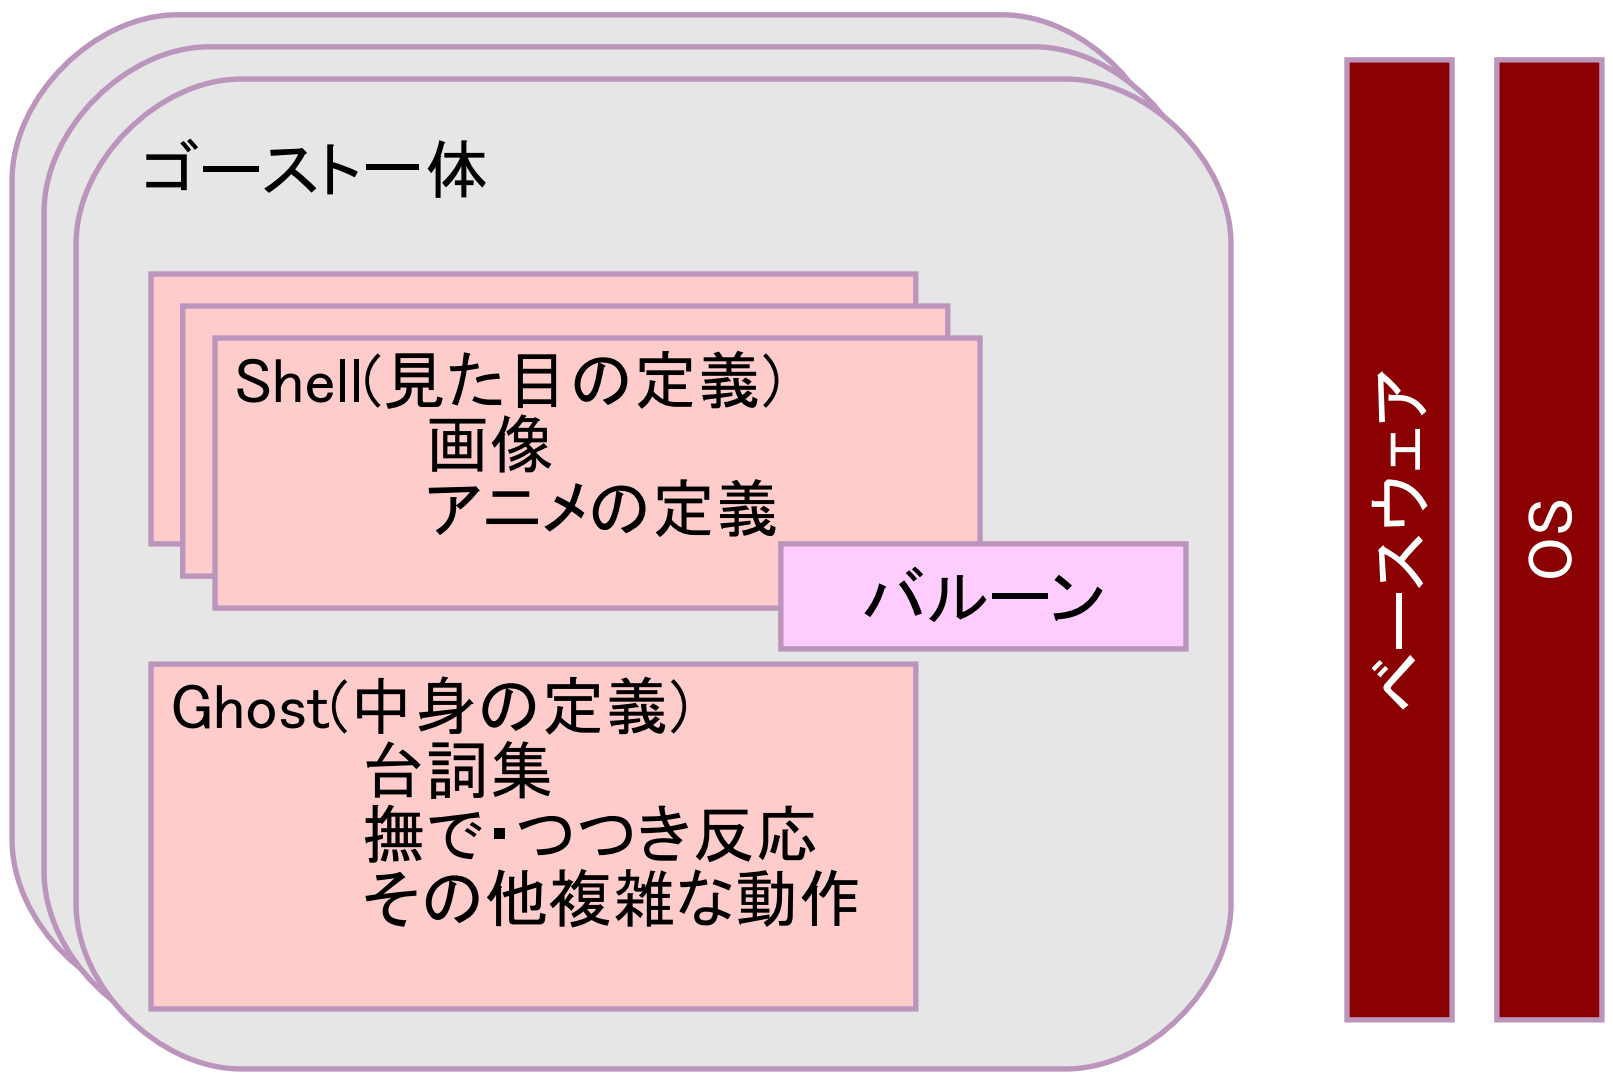 ゴースト一体
Shell(見た目の定義)
画像
アニメの定義
バルーン
Ghost(中身の定義)
台詞集
撫で・つつき反応
その他複雑な動作
ベースウェア
OS